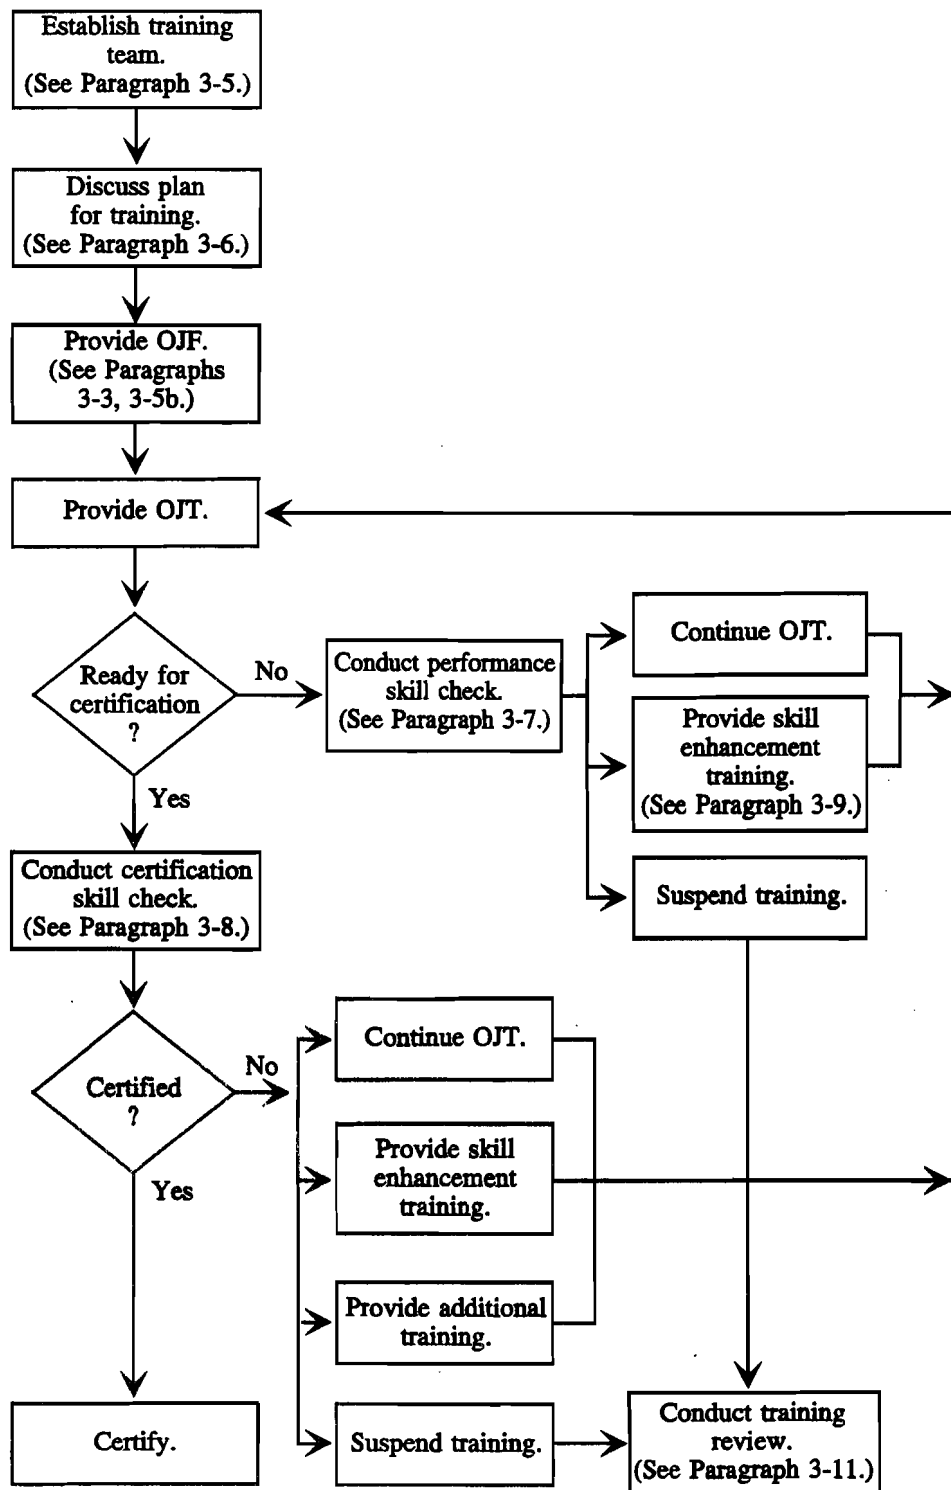 Establish training
team.
(See Paragraph 3-5.)
Discuss plan
for training.
(See Paragraph 3-6.)
Provide OJF.
(See Paragraphs
3-3, 3-5b.)
Provide OJT.
Ready for
certification
?
No
Conduct performance
skill check.
(See Paragraph 3-7.)
Continue OJT.
Provide skill
enhancement
training.
(See Paragraph 3-9.)
Suspend training.
Yes
Conduct certification
skill check.
(See Paragraph 3-8.)
Certified
?
No
Continue OJT.
Provide skill
enhancement
training.
Provide additional
training.
Suspend training.
Conduct training
review.
(See Paragraph 3-11.)
Yes
Certify.